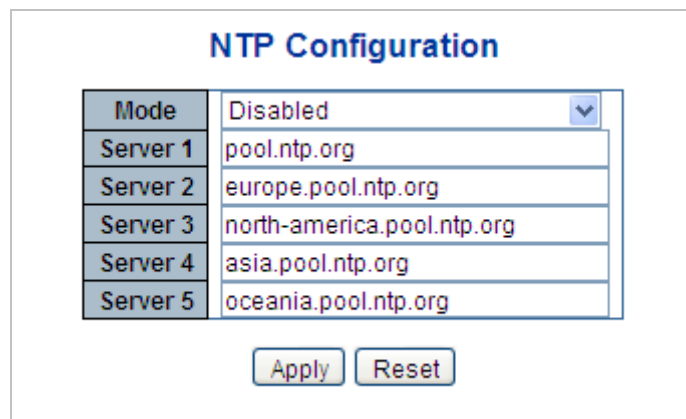 NTP Configuration
Mode Disabled
Server 1 pool.ntp.org
Server 2 europe.pool.ntp.org
Server 3 north-america.pool.ntp.org
Server 4 asia.pool.ntp.org
Server 5 oceania.pool.ntp.org
Apply Reset